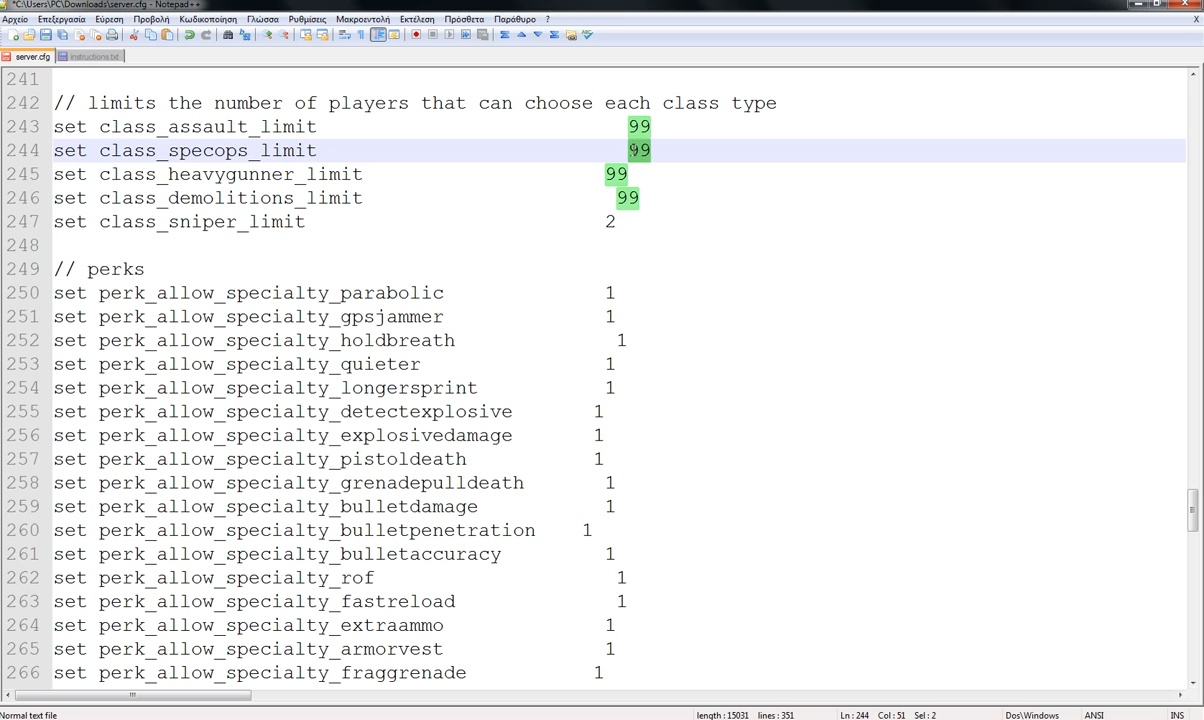 *C:\Users\PC\Downloads\server.cfg - Notepad++
Αρχείο Επεξεργασία Εύρεση Προβολή Κωδικοποίηση Γλώσσα Ρυθμίσεις Μακροεντολή Εκτέλεση Πρόσθετα Παράθυρο ? X
server.cfg instructions.txt
241
242 // limits the number of players that can choose each class type
243 set class_assault_limit 99
244 set class_specops_limit 99
245 set class_heavygunner_limit 99
246 set class_demolitions_limit 99
247 set class_sniper_limit 2
248
249 // perks
250 set perk_allow_specialty_parabolic 1
251 set perk_allow_specialty_gpsjammer 1
252 set perk_allow_specialty_holdbreath 1
253 set perk_allow_specialty_quieter 1
254 set perk_allow_specialty_longersprint 1
255 set perk_allow_specialty_detectexplosive 1
256 set perk_allow_specialty_explosivedamage 1
257 set perk_allow_specialty_pistoldeath 1
258 set perk_allow_specialty_grenadepulldeath 1
259 set perk_allow_specialty_bulletdamage 1
260 set perk_allow_specialty_bulletpenetration 1
261 set perk_allow_specialty_bulletaccuracy 1
262 set perk_allow_specialty_rof 1
263 set perk_allow_specialty_fastreload 1
264 set perk_allow_specialty_extraammo 1
265 set perk_allow_specialty_armorvest 1
266 set perk_allow_specialty_fraggrenade 1
Normal text file length : 15031 lines : 351 Ln : 244 Col : 51 Sel : 2 Dos\Windows ANSI INS